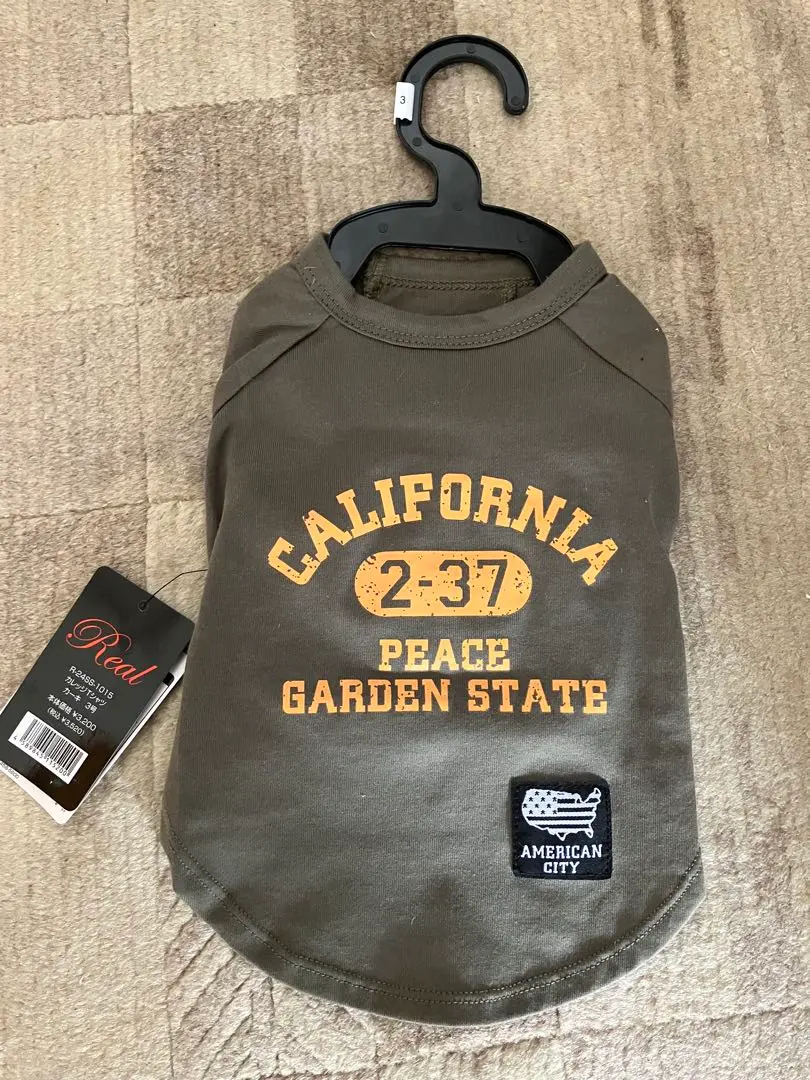 3
CALIFORNIA
2-37
PEACE
GARDEN STATE
AMERICAN
CITY
Real
R-24SS-1015
カレッジTシャツ
カーキ 3号
本体価格 ¥3,200
(税込 ¥3,520)